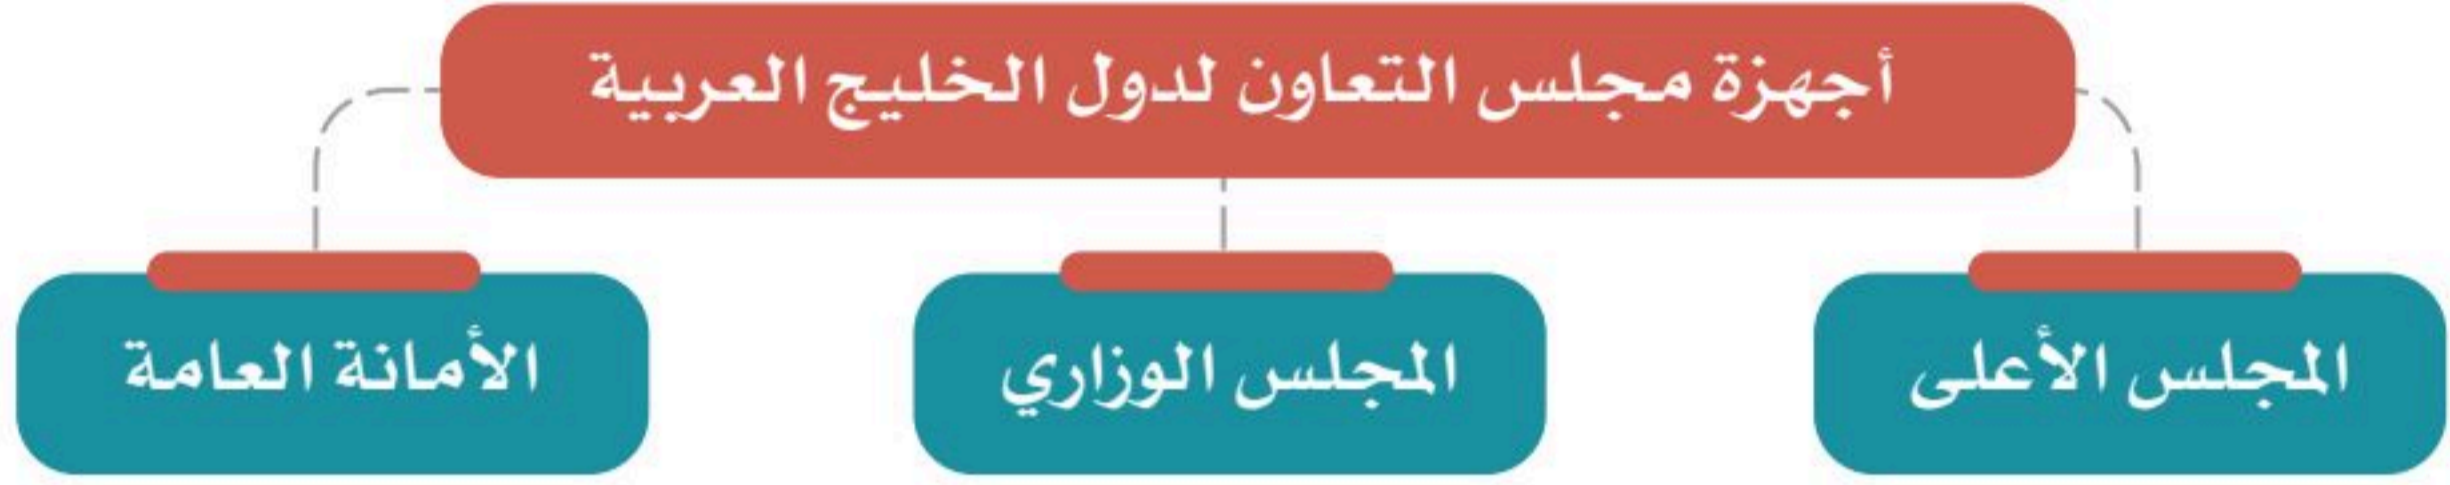 أجهزة مجلس التعاون لدول الخليج العربية
المجلس الأعلى
المجلس الوزاري
الأمانة العامة